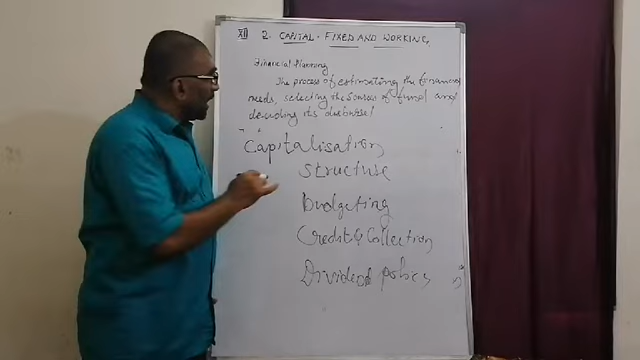 XII 2. CAPITAL - FIXED AND WORKING
Financial Planning
The process of estimating the financial
needs, selecting the sources of fund and
deciding its
Capitalisation
Structure
Budgeting
Credit & Collection
Dividend policy